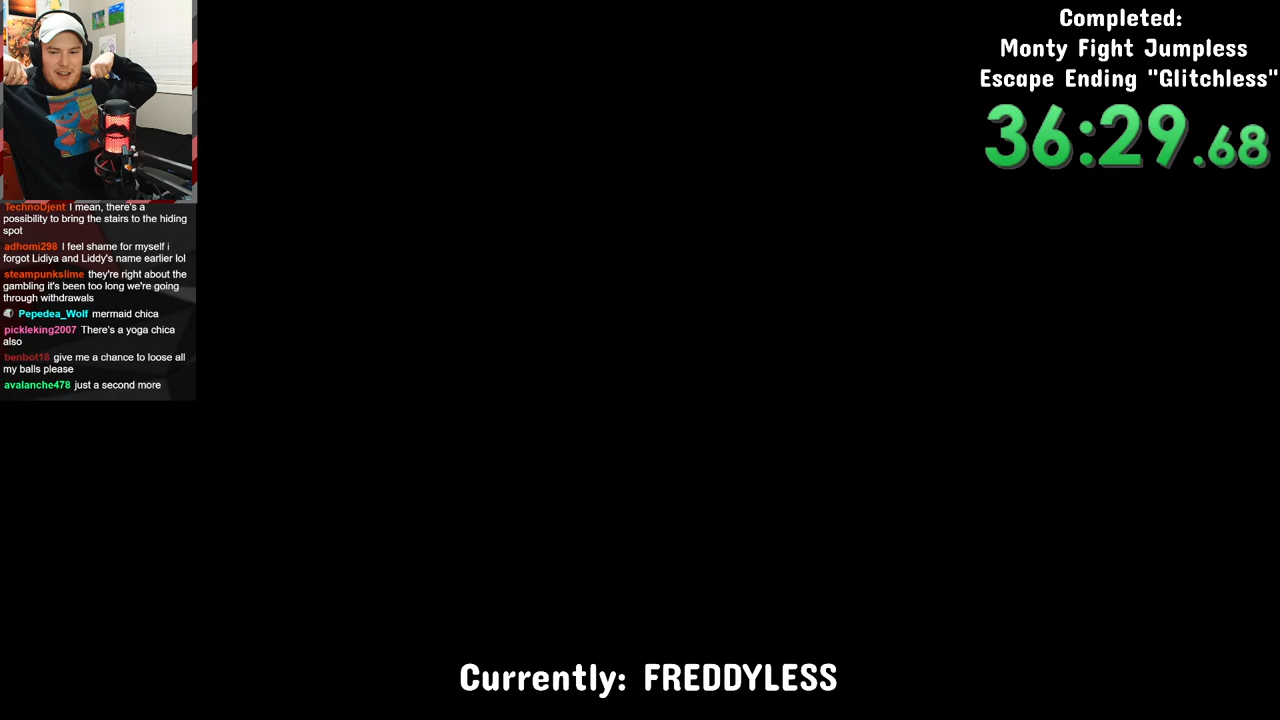 Completed:
Monty Fight Jumpless
Escape Ending "Glitchless"
36:29.68
TechnoDjent I mean, there's a
possibility to bring the stairs to the hiding
spot
adhomi298 I feel shame for myself i
forgot Lidiya and Liddy's name earlier lol
steampunkslime they're right about the
gambling it's been too long we're going
through withdrawals
Pepedea_Wolf mermaid chica
pickleking2007 There's a yoga chica
also
benbot18 give me a chance to loose all
my balls please
avalanche478 just a second more
Currently: FREDDYLESS